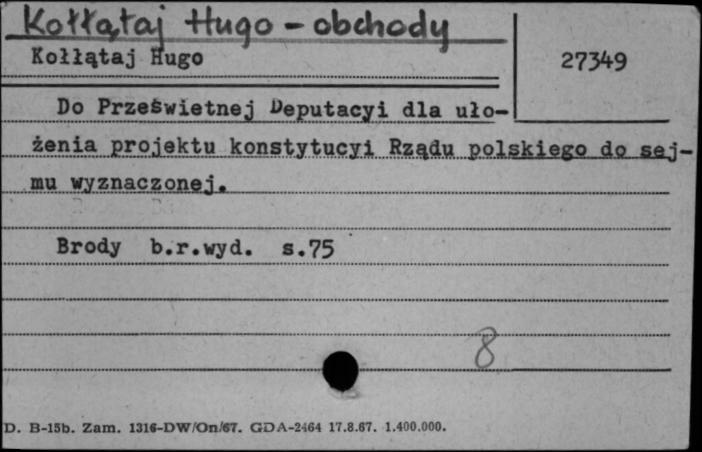 Kołłątaj Hugo - obchody
Kołłątaj Hugo
27349
Do Prześwietnej Deputacyi dla uło-
żenia projektu konstytucyi Rządu polskiego do sej-
mu wyznaczonej.
Brody b.r.wyd. s.75
8
D. B-15b. Zam. 1316-DW/On/67. GDA-2464 17.8.67. 1.400.000.